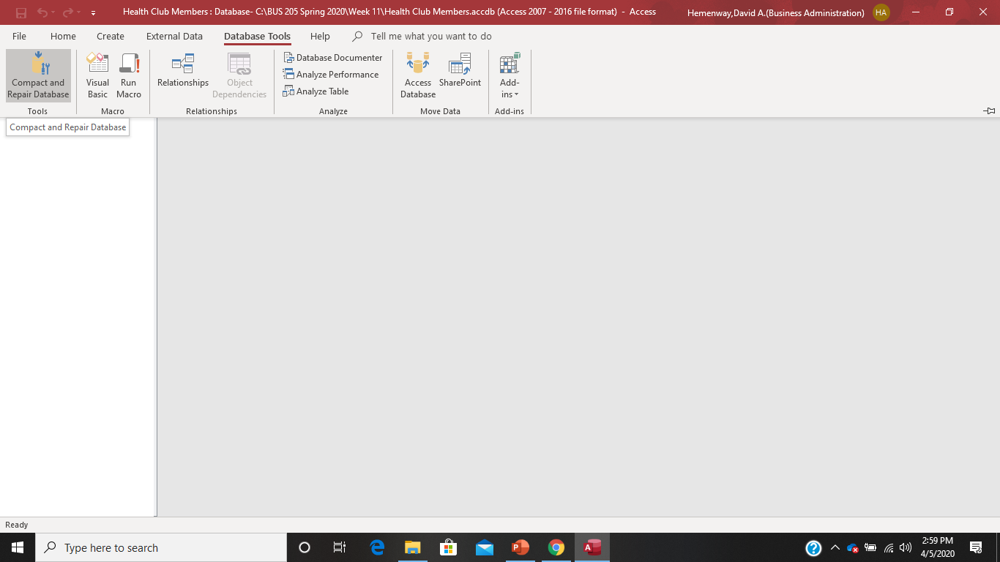 Health Club Members : Database- C:\BUS 205 Spring 2020\Week 11\Health Club Members.accdb (Access 2007 - 2016 file format)  -  Access
Hemenway,David A.(Business Administration)
HA
File
Home
Create
External Data
Database Tools
Help
Tell me what you want to do
Compact and
Repair Database
Tools
Visual
Basic
Run
Macro
Macro
Relationships
Object
Dependencies
Relationships
Database Documenter
Analyze Performance
Analyze Table
Analyze
Access
Database
SharePoint
Move Data
Add-
ins
Add-ins
Compact and Repair Database
Ready
Type here to search
2:59 PM
4/5/2020